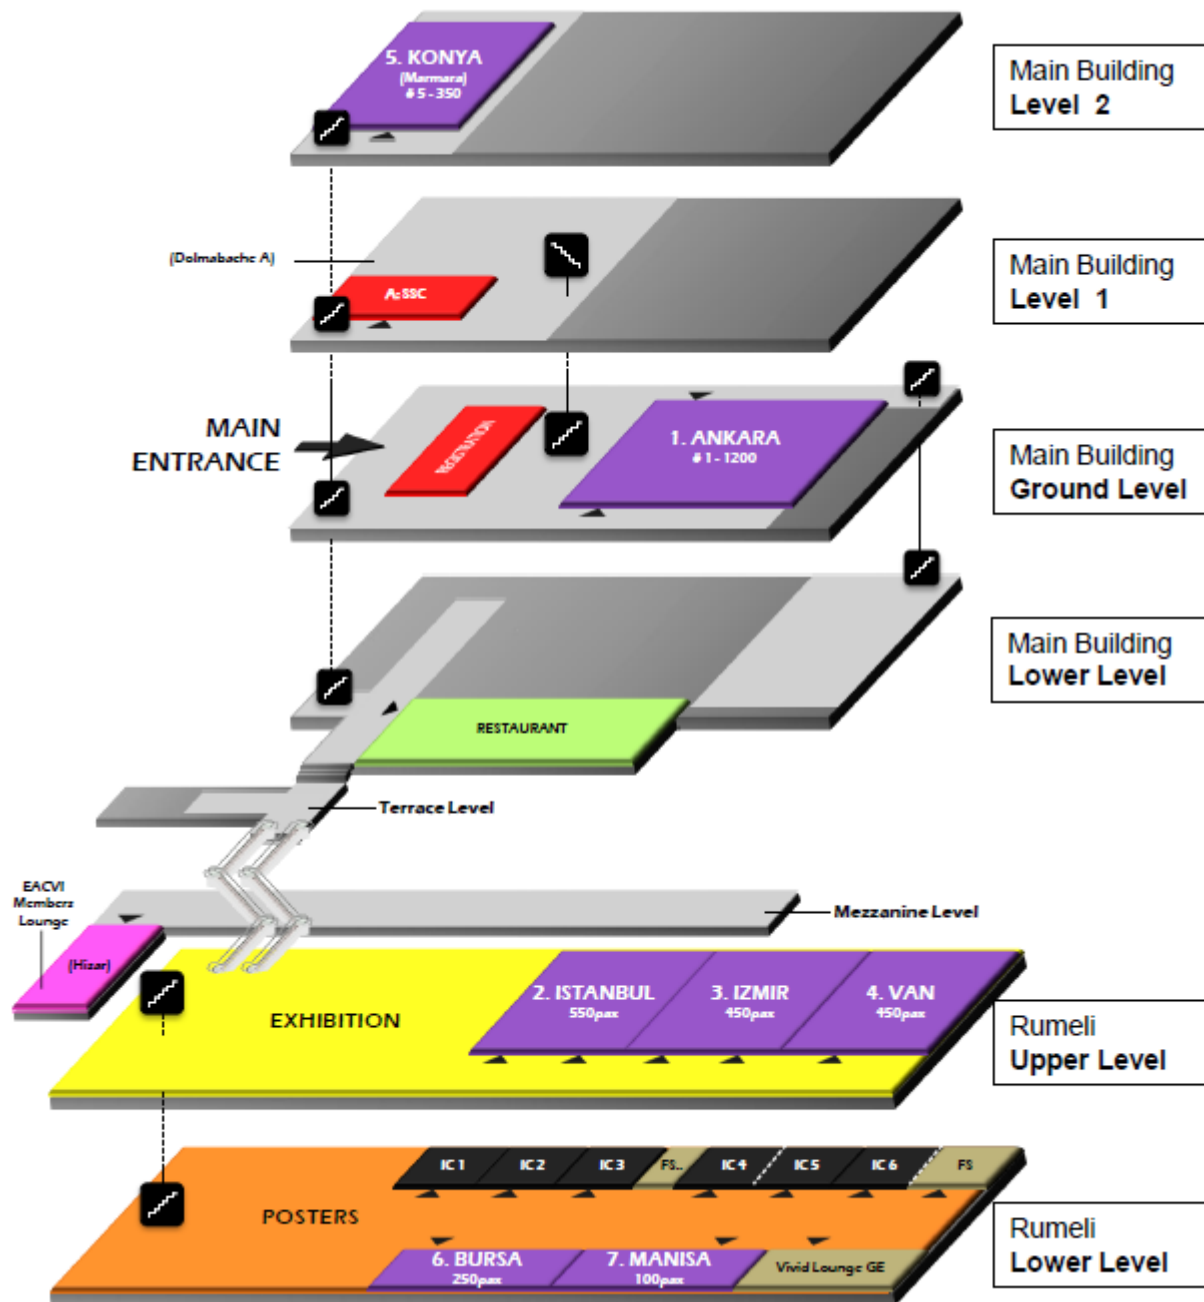 5. KONYA
(Marmara)
# 5 - 350
Main Building
Level 2
(Dolmabache A)
A: SSC
Main Building
Level 1
MAIN
ENTRANCE
REGISTRATION
1. ANKARA
# 1 - 1200
Main Building
Ground Level
Main Building
Lower Level
RESTAURANT
Terrace Level
EACVI
Members
Lounge
(Hisar)
Mezzanine Level
EXHIBITION
2. ISTANBUL
550pax
3. IZMIR
450pax
4. VAN
450pax
Rumeli
Upper Level
IC 1
IC 2
IC 3
FS..
IC 4
IC 5
IC 6
FS
POSTERS
6. BURSA
250pax
7. MANISA
100pax
Vivid Lounge GE
Rumeli
Lower Level